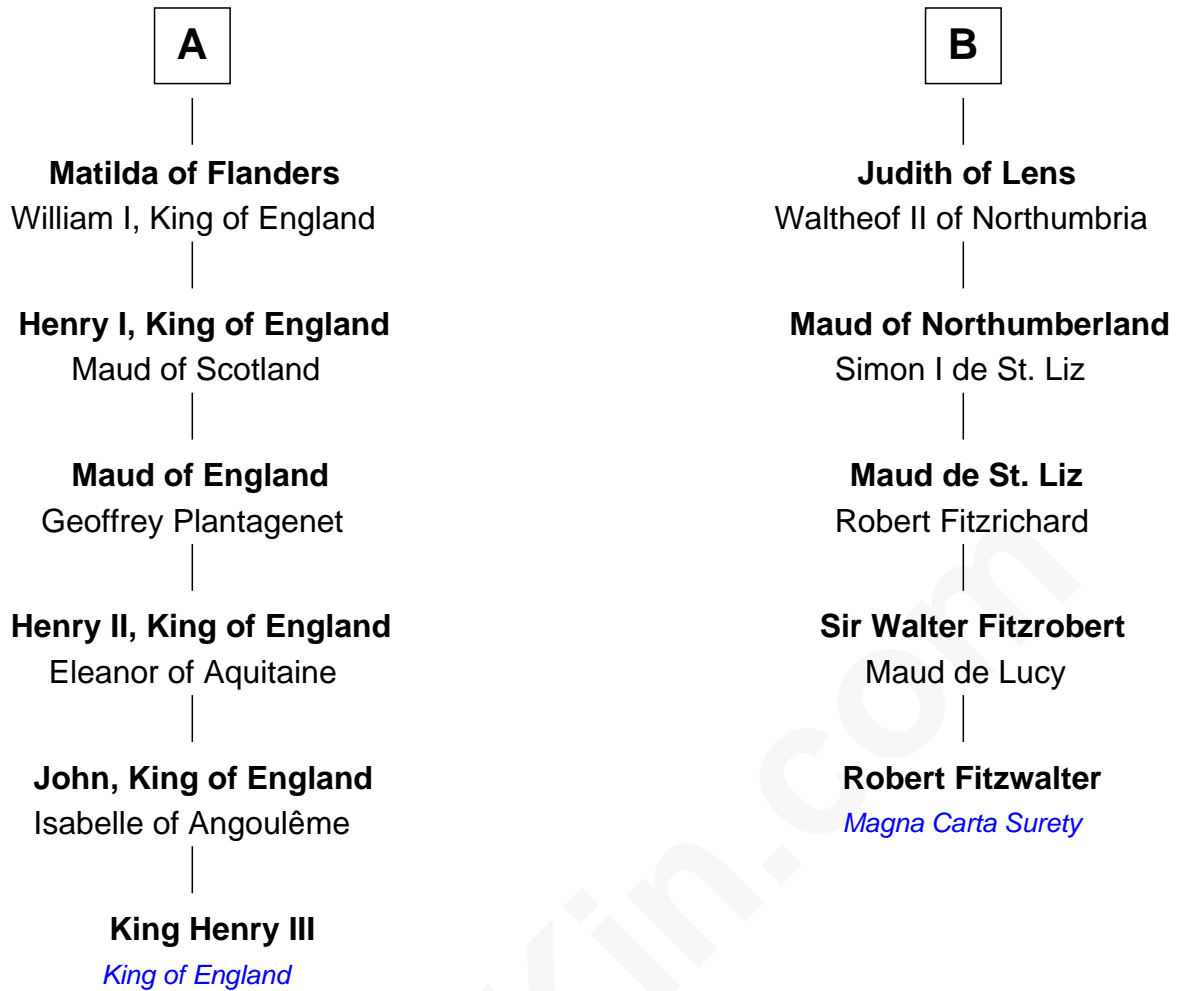 A
Matilda of Flanders
William I, King of England
Henry I, King of England
Maud of Scotland
Maud of England
Geoffrey Plantagenet
Henry II, King of England
Eleanor of Aquitaine
John, King of England
Isabelle of Angoulême
King Henry III
King of England
B
Judith of Lens
Waltheof II of Northumbria
Maud of Northumberland
Simon I de St. Liz
Maud de St. Liz
Robert Fitzrichard
Sir Walter Fitzrobert
Maud de Lucy
Robert Fitzwalter
Magna Carta Surety
Kin.com